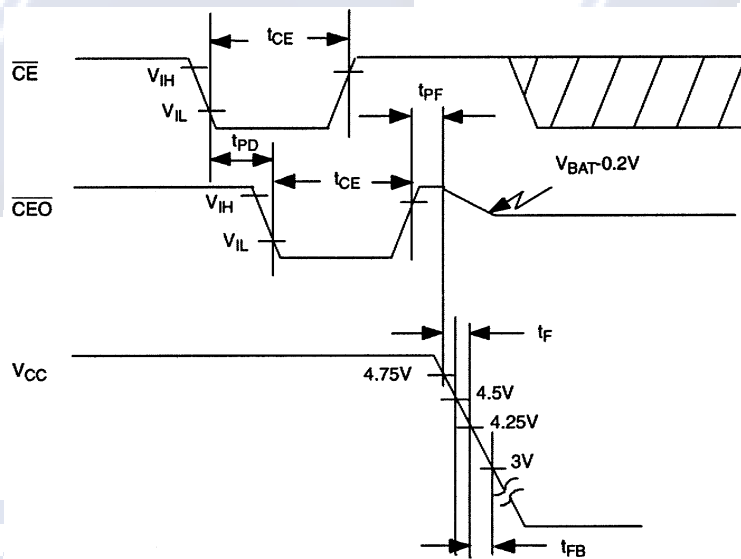 tCE
CE
VIH
VIL
tPF
tPD
tCE
VBAT-0.2V
CEO
VIH
VIL
tF
VCC
4.75V
4.5V
4.25V
3V
tFB